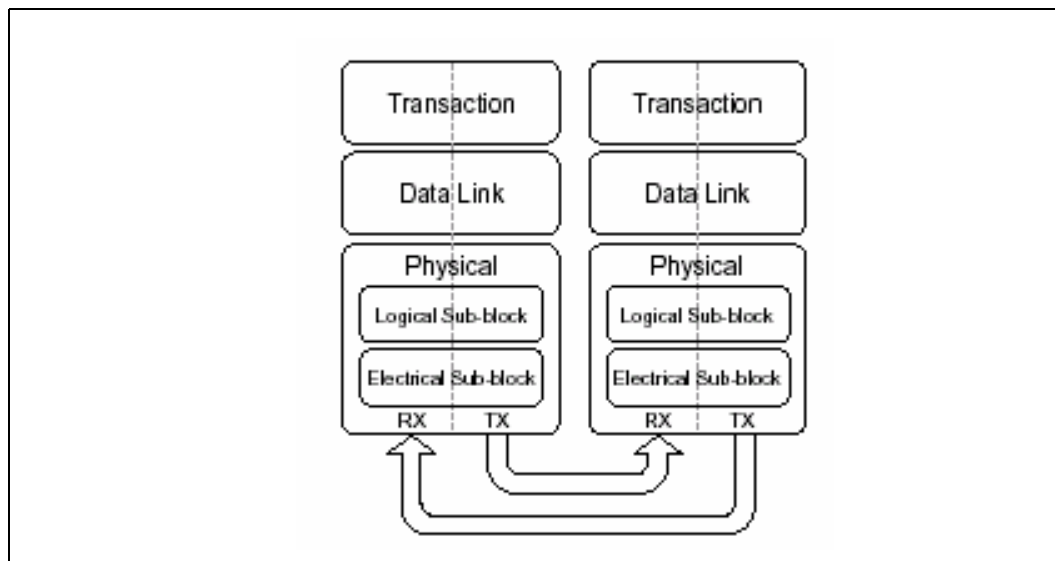 Transaction
Data Link
Physical
Logical Sub-block
Electrical Sub-block
RX TX
Transaction
Data Link
Physical
Logical Sub-block
Electrical Sub-block
RX TX